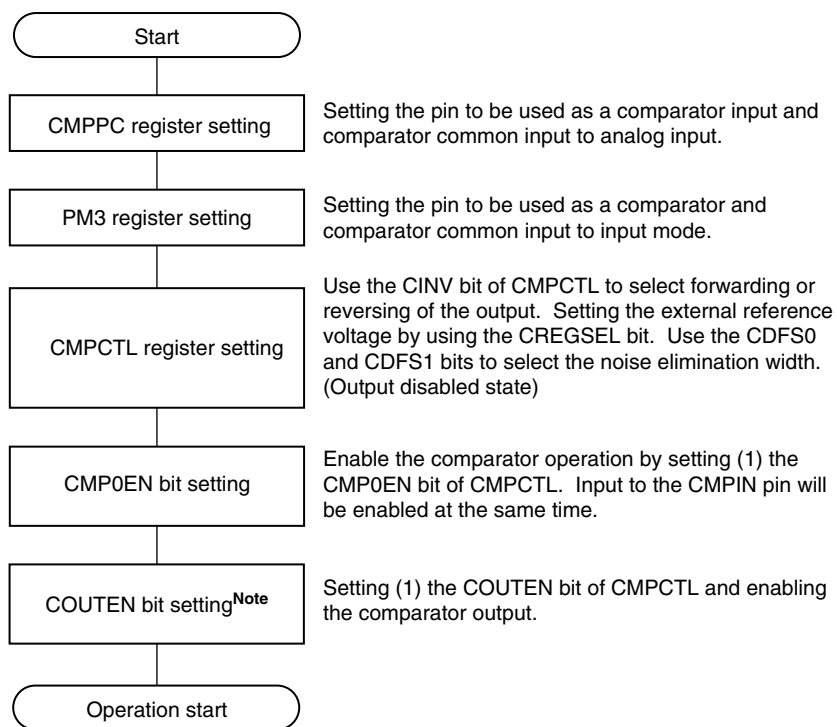 Start
CMPPC register setting
Setting the pin to be used as a comparator input and
comparator common input to analog input.
PM3 register setting
Setting the pin to be used as a comparator and
comparator common input to input mode.
CMPCTL register setting
Use the CINV bit of CMPCTL to select forwarding or
reversing of the output. Setting the external reference
voltage by using the CREGSEL bit. Use the CDFS0
and CDFS1 bits to select the noise elimination width.
(Output disabled state)
CMP0EN bit setting
Enable the comparator operation by setting (1) the
CMP0EN bit of CMPCTL. Input to the CMPIN pin will
be enabled at the same time.
COUTEN bit settingNote
Setting (1) the COUTEN bit of CMPCTL and enabling
the comparator output.
Operation start